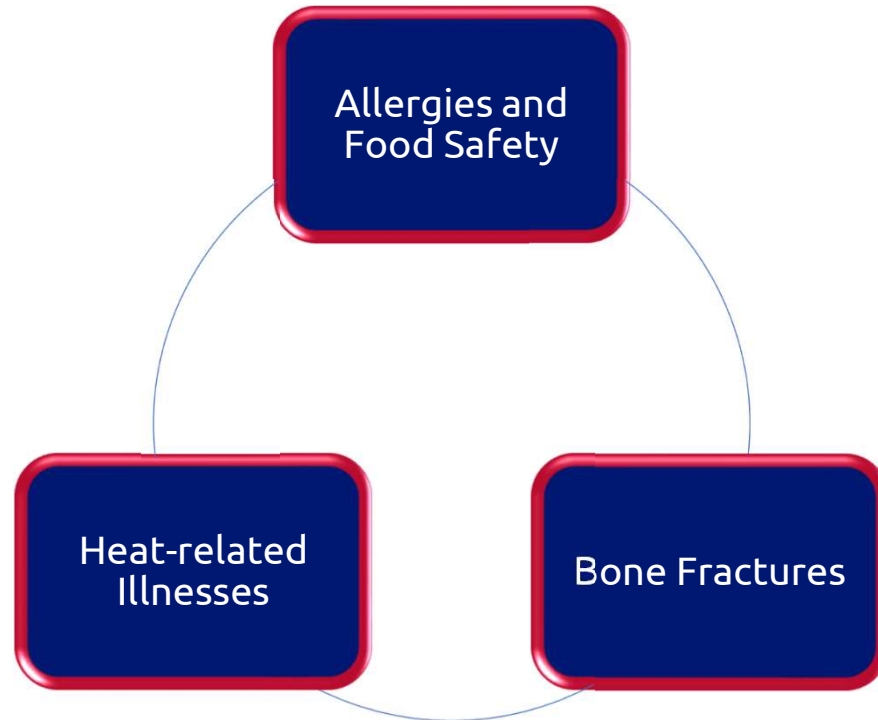 Allergies and
Food Safety
Heat-related
Illnesses
Bone Fractures